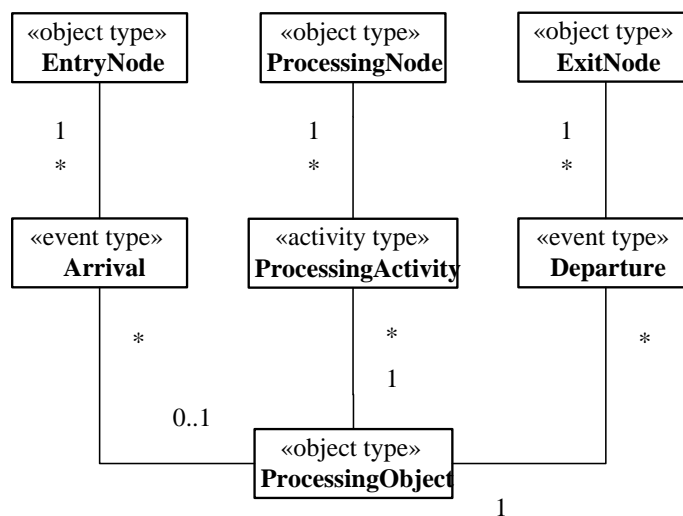 «object type»
EntryNode
«object type»
ProcessingNode
«object type»
ExitNode
1
*
1
*
1
*
«event type»
Arrival
«activity type»
ProcessingActivity
«event type»
Departure
*
*
*
1
0..1
«object type»
ProcessingObject
1